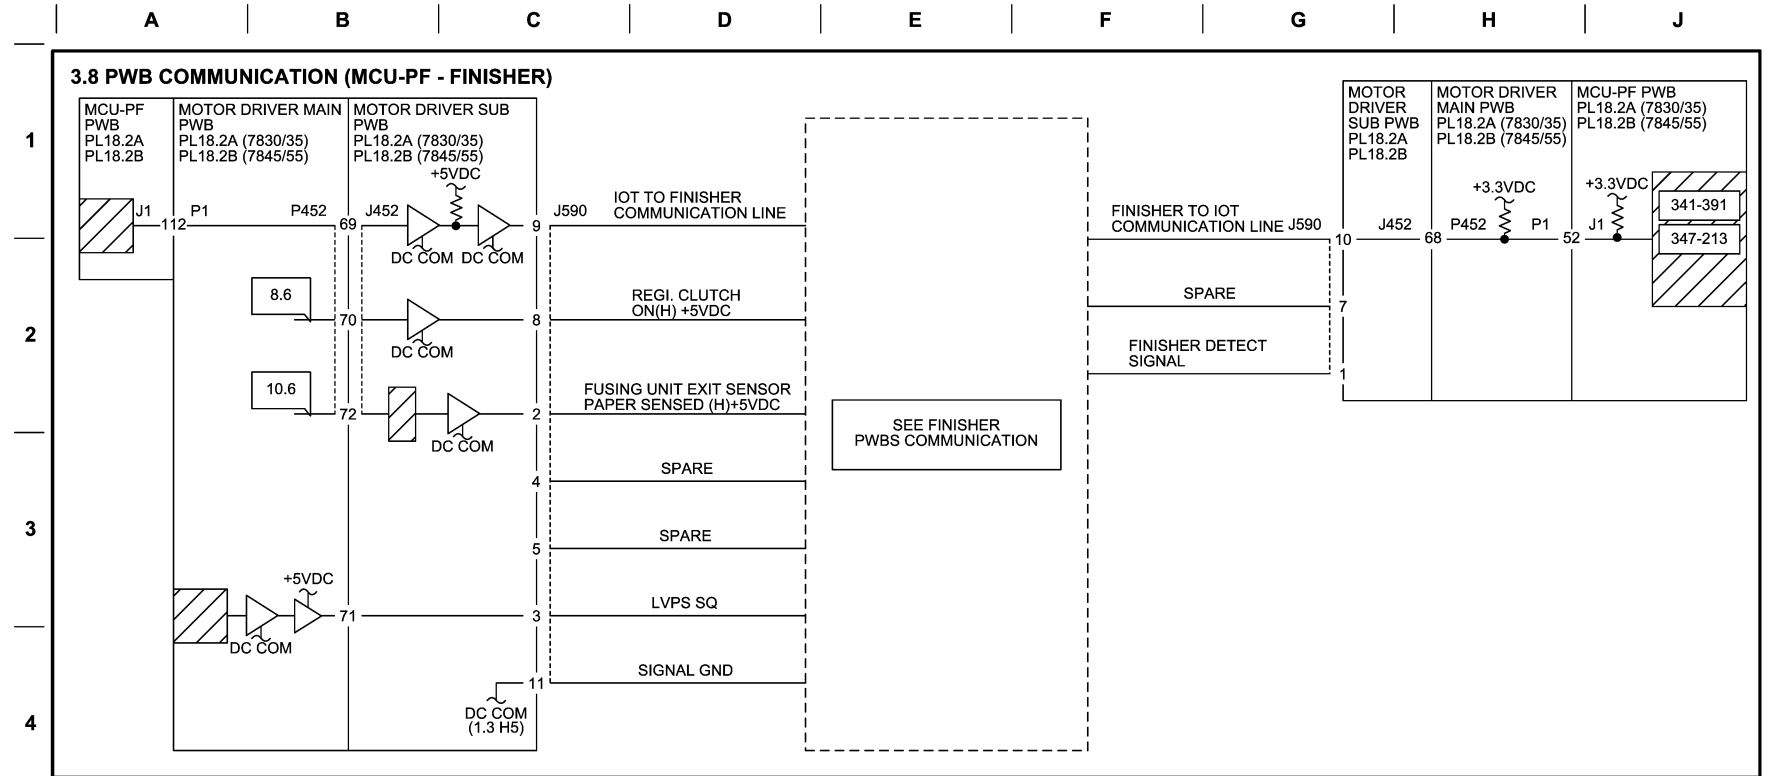 A B C D E F G H J
3.8 PWB COMMUNICATION (MCU-PF - FINISHER)
1
2
3
4
MCU-PF
PWB
PL18.2A
PL18.2B
MOTOR DRIVER MAIN
PWB
PL18.2A (7830/35)
PL18.2B (7845/55)
MOTOR DRIVER SUB
PWB
PL18.2A (7830/35)
PL18.2B (7845/55)
+5VDC
J1
112
P1
P452
69
J452
DC COM
DC COM
9
J590
IOT TO FINISHER
COMMUNICATION LINE
8.6
70
DC COM
8
REGI. CLUTCH
ON(H) +5VDC
10.6
72
DC COM
2
FUSING UNIT EXIT SENSOR
PAPER SENSED (H)+5VDC
4
SPARE
5
SPARE
+5VDC
DC COM
71
3
LVPS SQ
11
SIGNAL GND
DC COM
(1.3 H5)
SEE FINISHER
PWBS COMMUNICATION
FINISHER TO IOT
COMMUNICATION LINE
J590
10
SPARE
7
FINISHER DETECT
SIGNAL
1
MOTOR
DRIVER
SUB PWB
PL18.2A
PL18.2B
MOTOR DRIVER
MAIN PWB
PL18.2A (7830/35)
PL18.2B (7845/55)
MCU-PF PWB
PL18.2A (7830/35)
PL18.2B (7845/55)
J452
68
P452
+3.3VDC
P1
52
J1
+3.3VDC
341-391
347-213